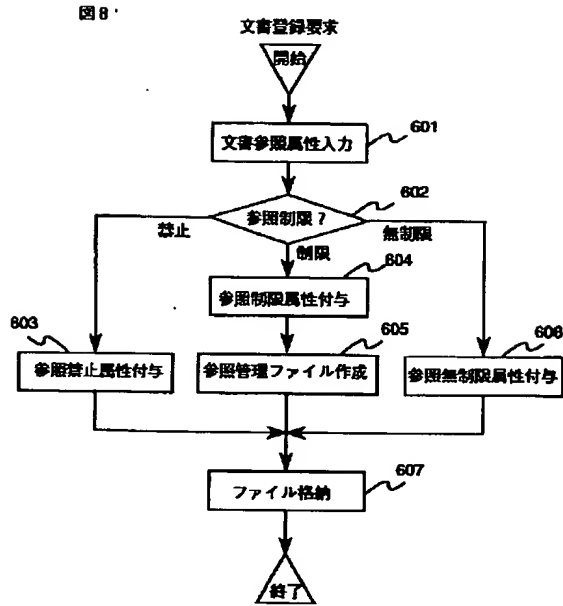 図8
文書登録要求
開始
文書参照属性入力
601
参照制限?
602
禁止
制限
無制限
参照制限属性付与
604
参照禁止属性付与
603
参照管理ファイル作成
605
参照無制限属性付与
606
ファイル格納
607
終了